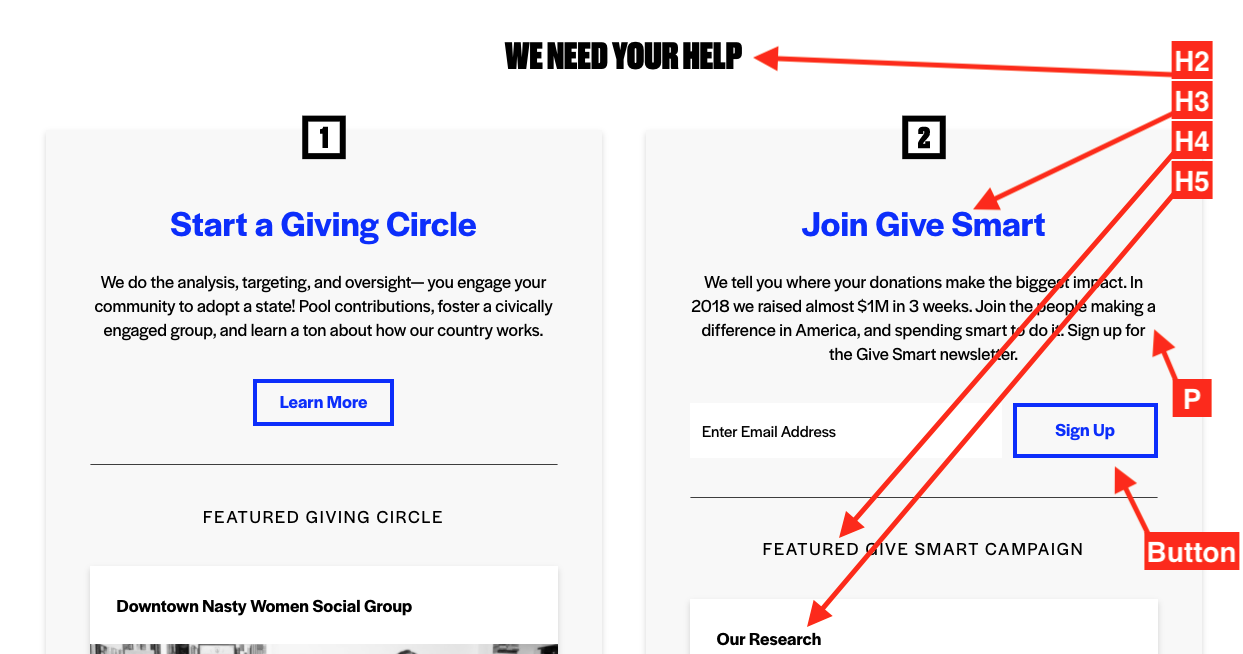 WE NEED YOUR HELP
H2
H3
H4
H5
1
Start a Giving Circle
We do the analysis, targeting, and oversight— you engage your
community to adopt a state! Pool contributions, foster a civically
engaged group, and learn a ton about how our country works.
Learn More
FEATURED GIVING CIRCLE
Downtown Nasty Women Social Group
2
Join Give Smart
We tell you where your donations make the biggest impact. In
2018 we raised almost $1M in 3 weeks. Join the people making a
difference in America, and spending smart to do it. Sign up for
the Give Smart newsletter.
P
Enter Email Address
Sign Up
Button
FEATURED GIVE SMART CAMPAIGN
Our Research